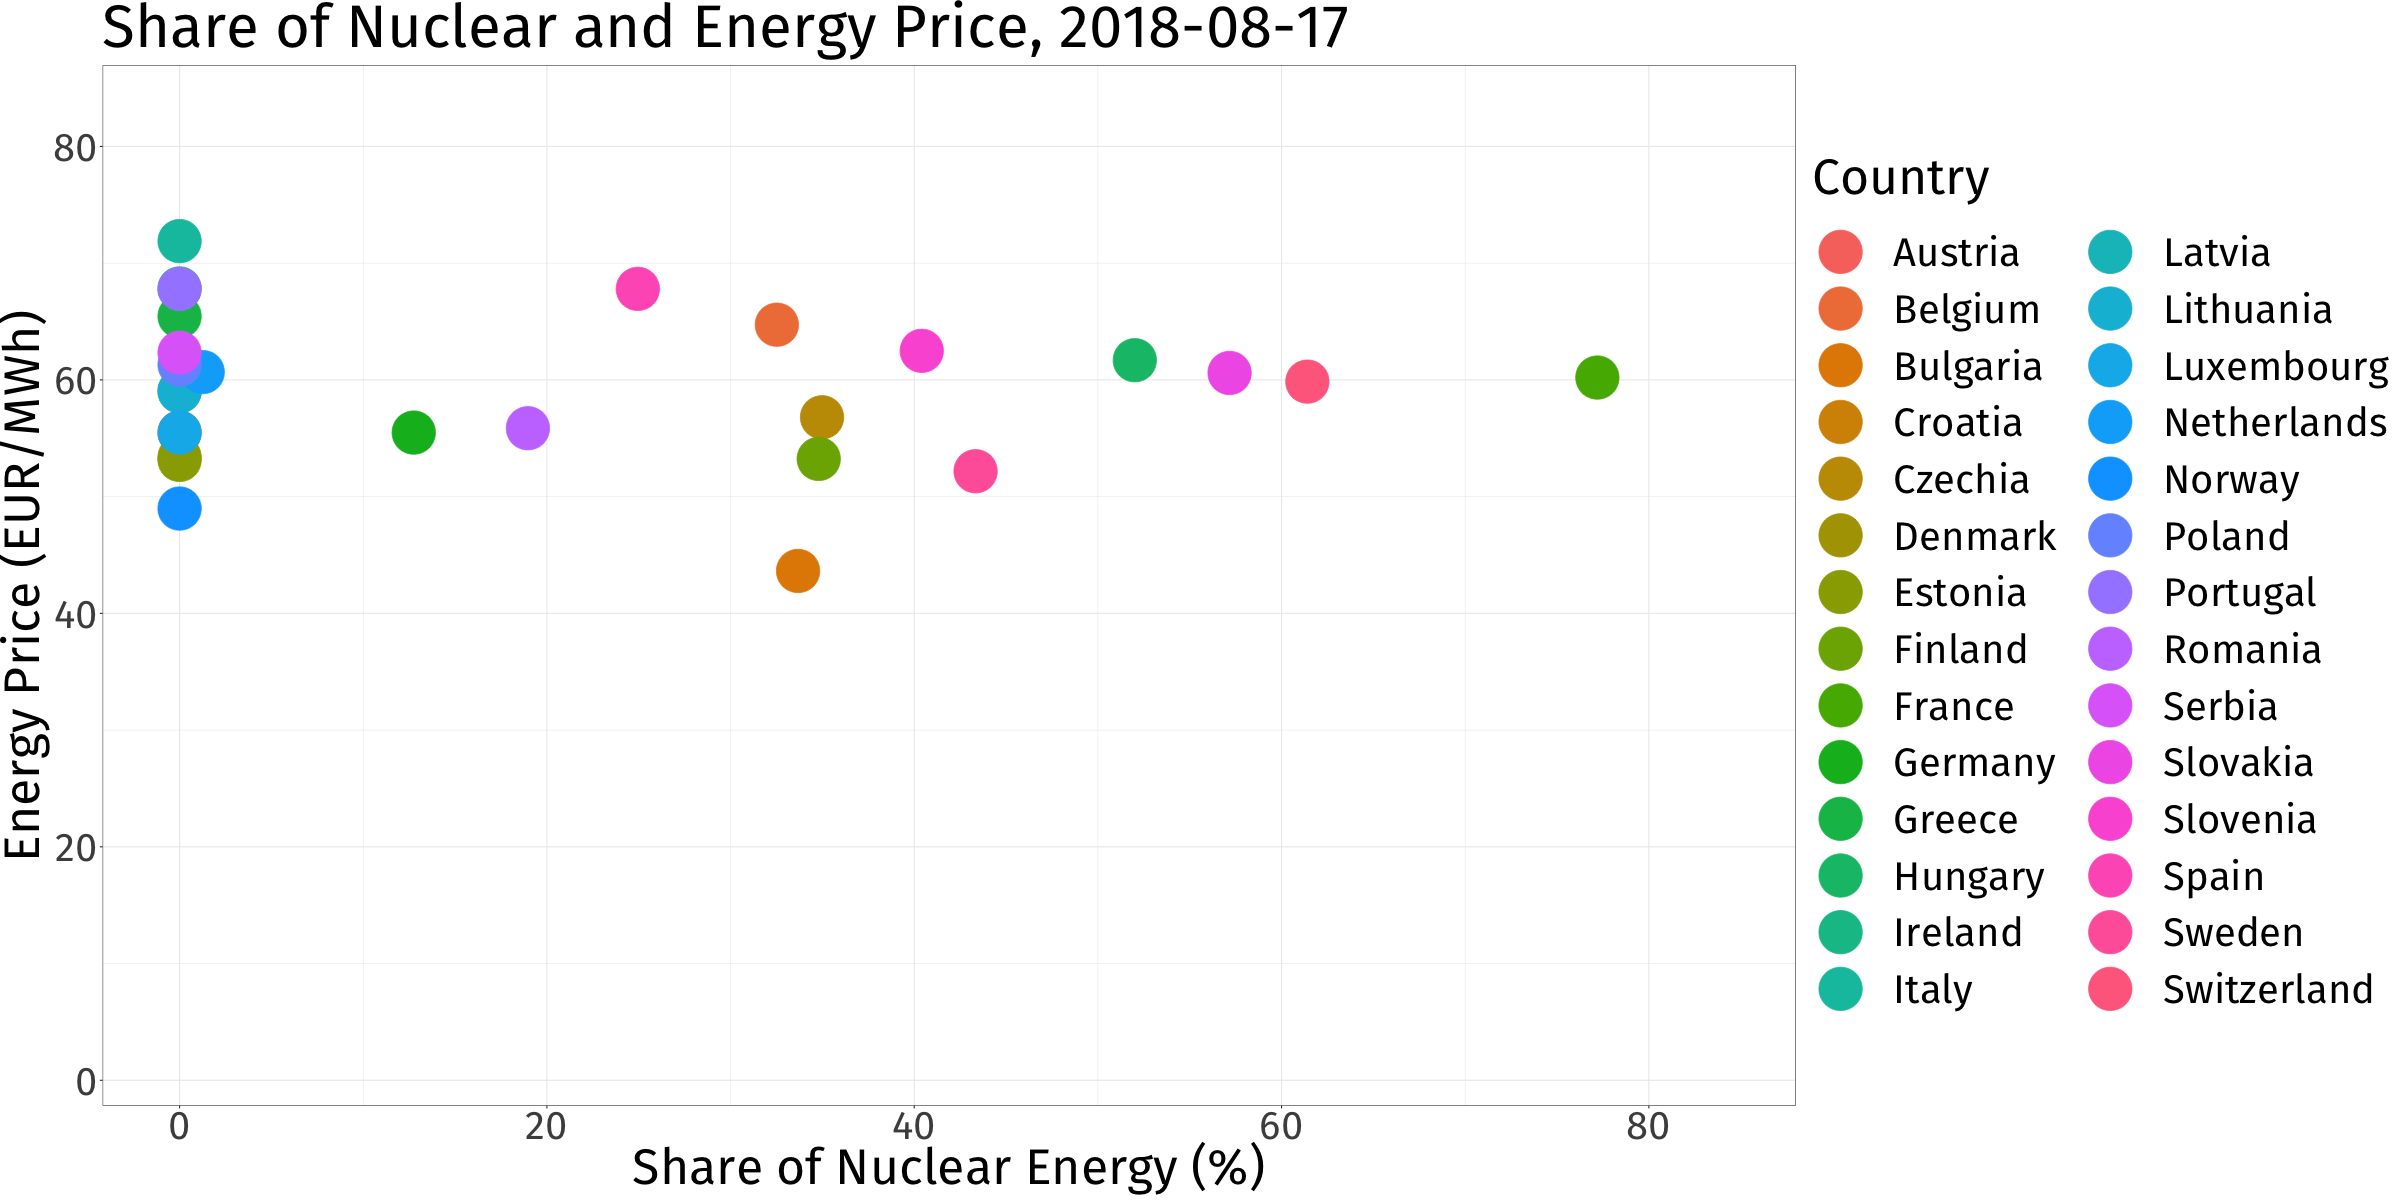 Share of Nuclear and Energy Price, 2018-08-17
Energy Price (EUR/MWh)
80
60
40
20
0
0 20 40 60 80
Share of Nuclear Energy (%)
Country
Austria
Belgium
Bulgaria
Croatia
Czechia
Denmark
Estonia
Finland
France
Germany
Greece
Hungary
Ireland
Italy
Latvia
Lithuania
Luxembourg
Netherlands
Norway
Poland
Portugal
Romania
Serbia
Slovakia
Slovenia
Spain
Sweden
Switzerland